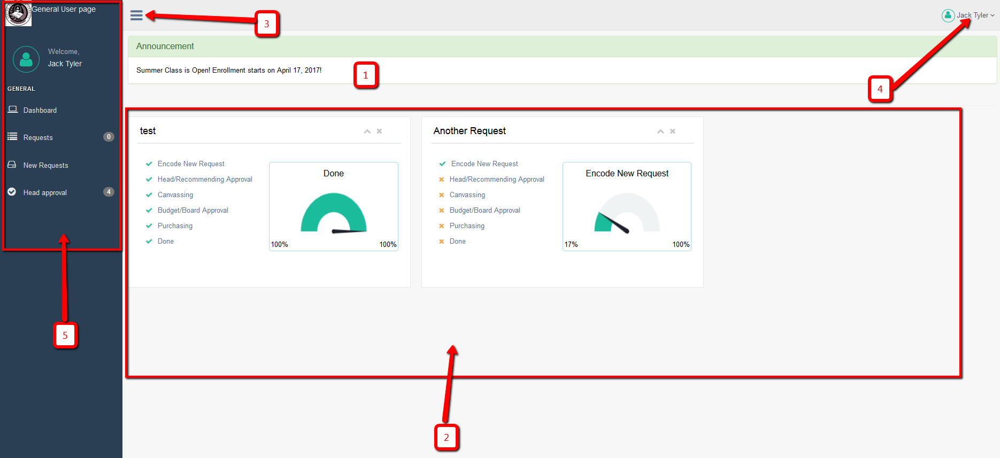 General User page
Welcome,
Jack Tyler
GENERAL
Dashboard
Requests 0
New Requests
Head approval 4
5
3
Jack Tyler
4
Announcement
Summer Class is Open! Enrollment starts on April 17, 2017!
1
test
Encode New Request
Head/Recommending Approval
Canvassing
Budget/Board Approval
Purchasing
Done
Done
100% 100%
Another Request
Encode New Request
Head/Recommending Approval
Canvassing
Budget/Board Approval
Purchasing
Done
Encode New Request
17% 100%
2